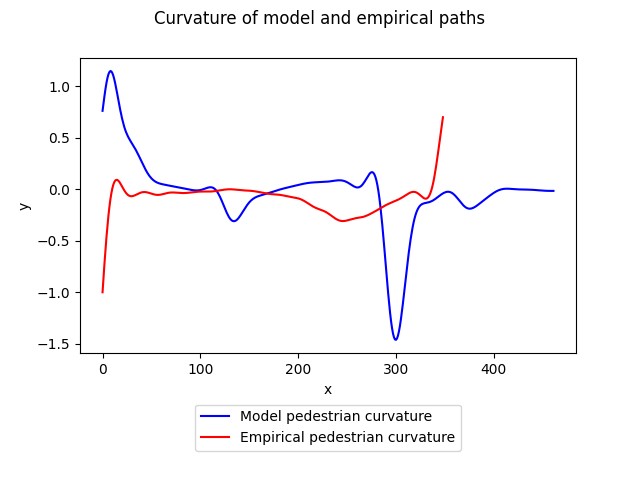 Curvature of model and empirical paths
1.0
0.5
0.0
−0.5
−1.0
−1.5
y
0 100 200 300 400
x
Model pedestrian curvature
Empirical pedestrian curvature